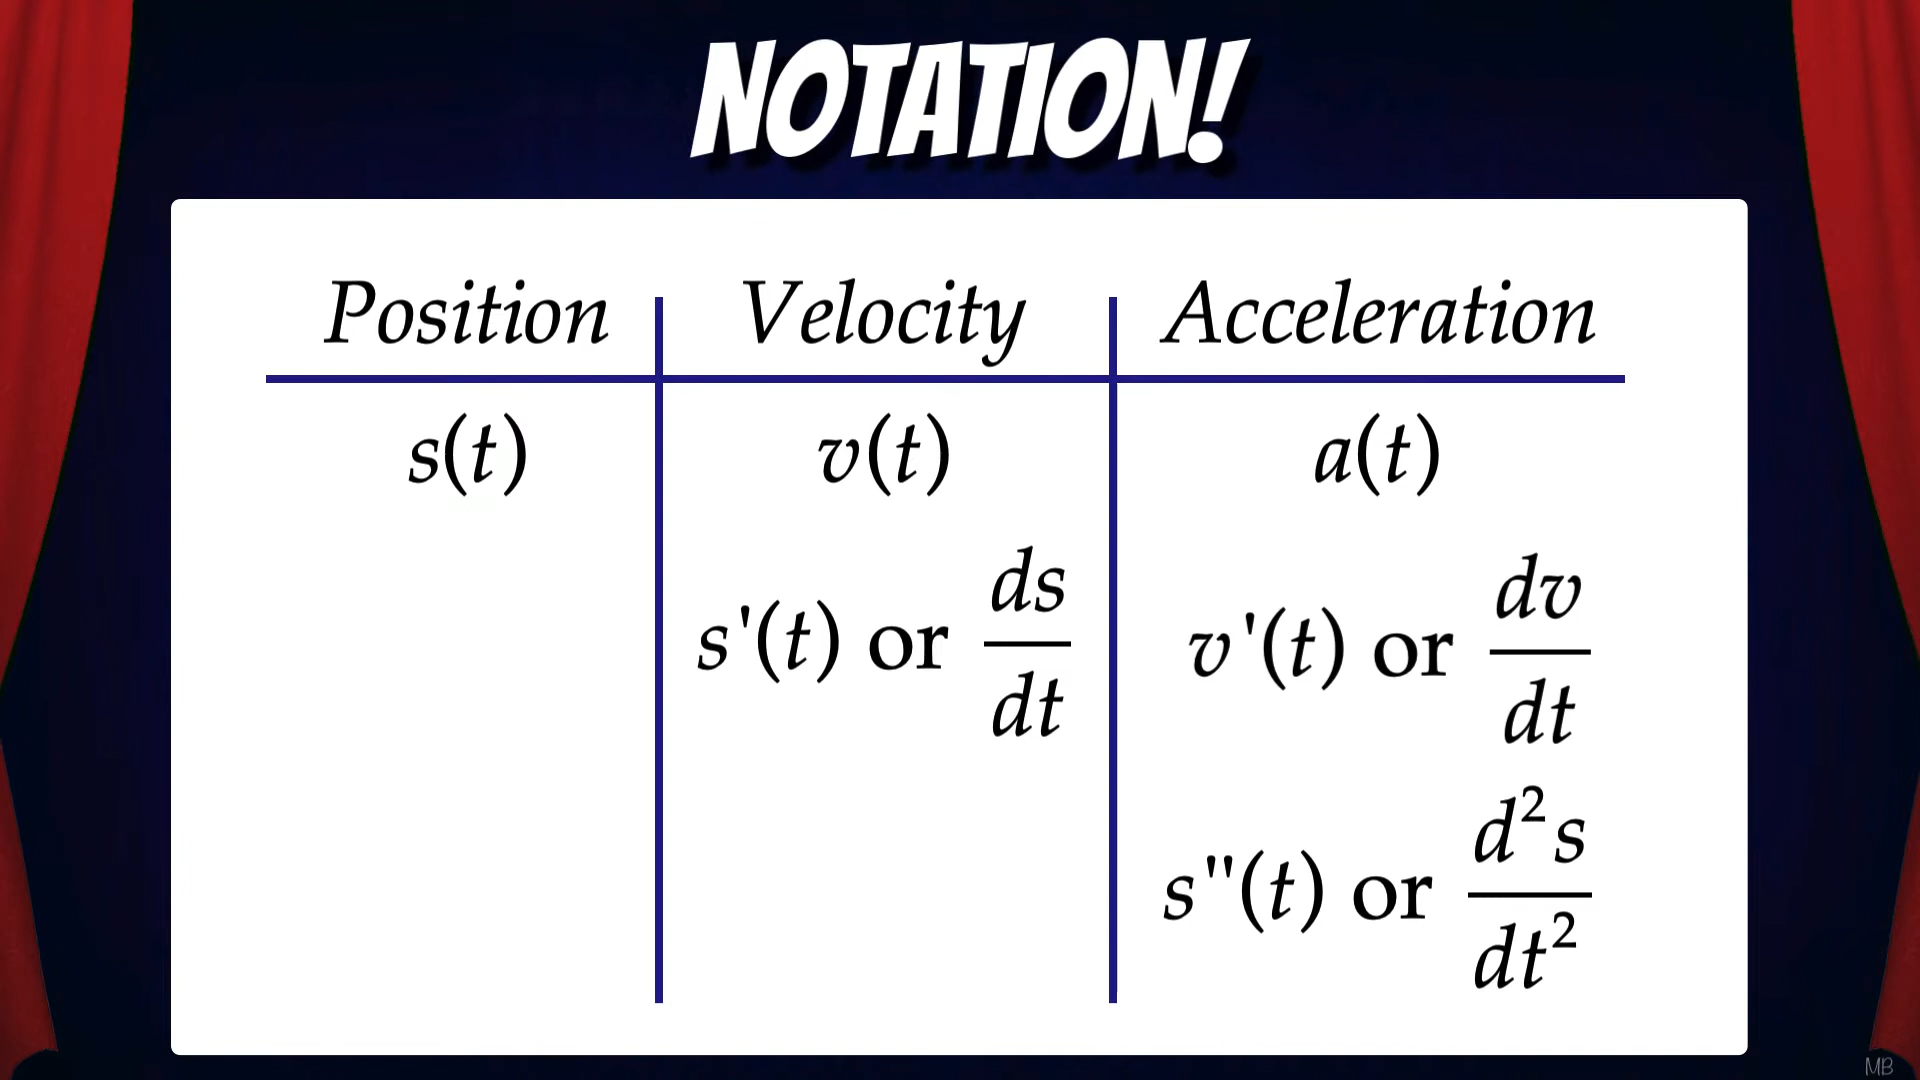 NOTATION!
Position Velocity Acceleration
s(t) v(t) a(t)
s'(t) or ds/dt v'(t) or dv/dt
s''(t) or d²s/dt²
MB